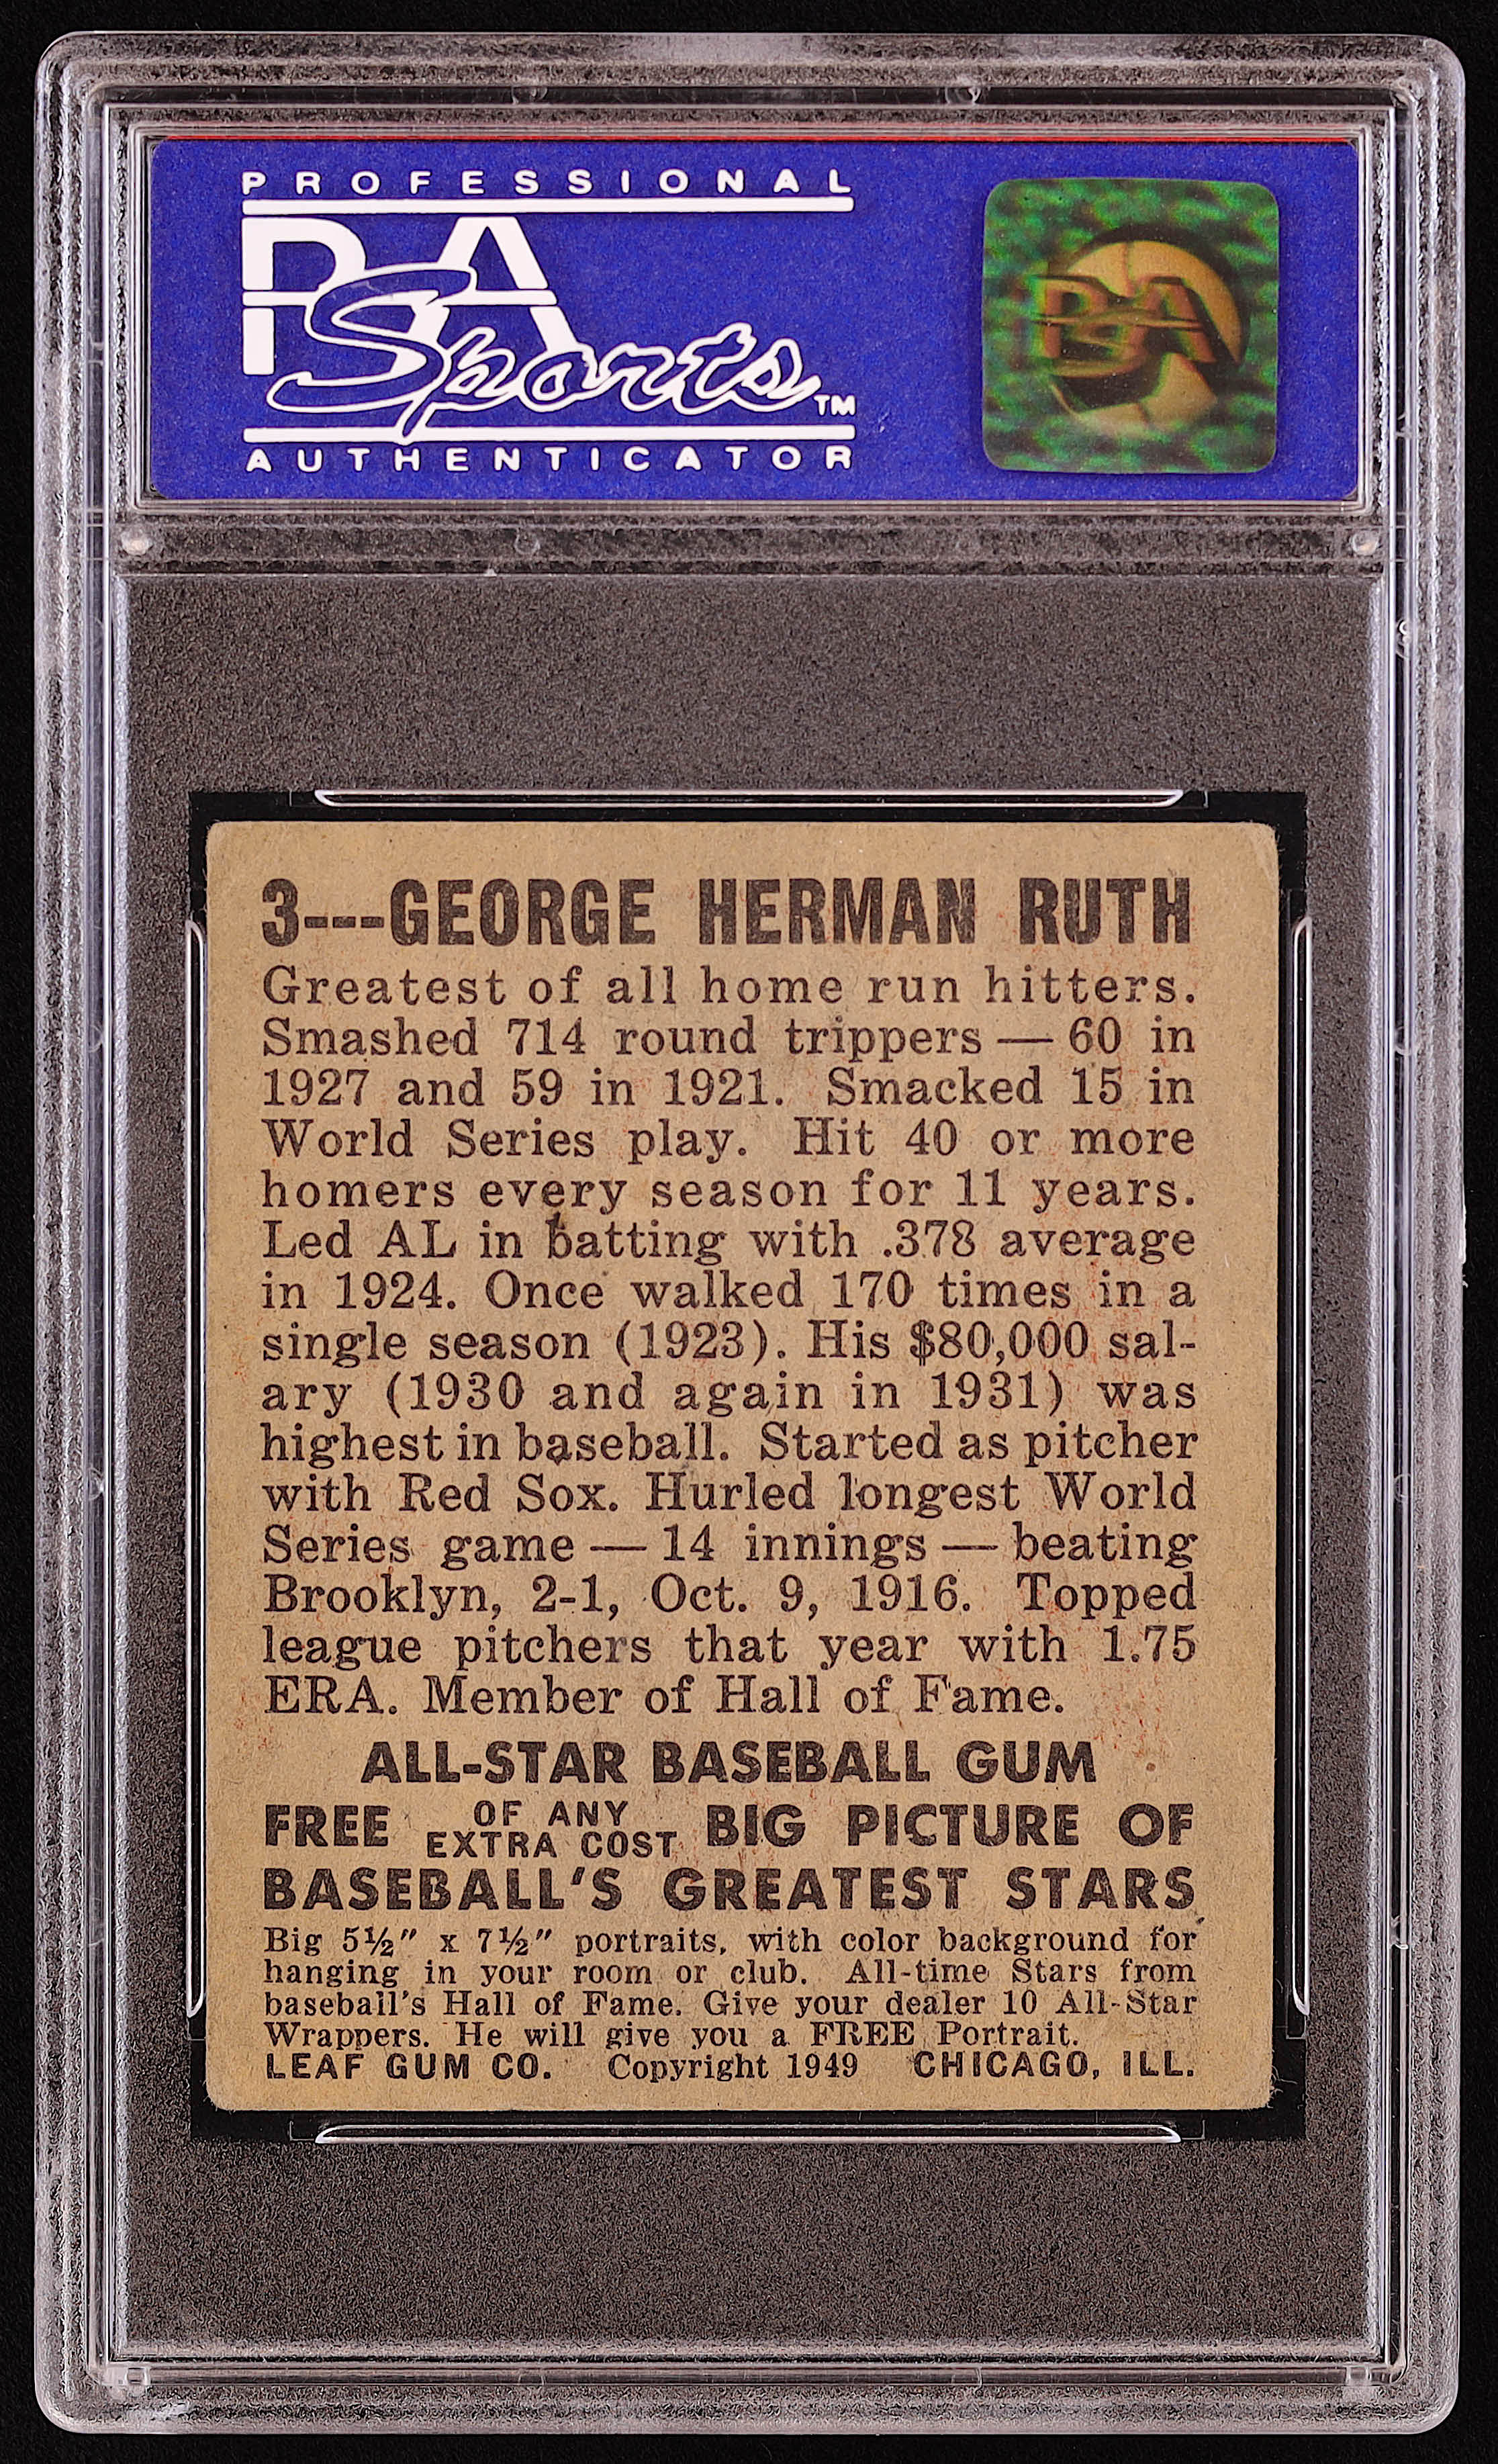 PROFESSIONAL
PSA
Sports™
AUTHENTICATOR
PSA
3---GEORGE HERMAN RUTH
Greatest of all home run hitters.
Smashed 714 round trippers — 60 in
1927 and 59 in 1921. Smacked 15 in
World Series play. Hit 40 or more
homers every season for 11 years.
Led AL in batting with .378 average
in 1924. Once walked 170 times in a
single season (1923). His $80,000 sal-
ary (1930 and again in 1931) was
highest in baseball. Started as pitcher
with Red Sox. Hurled longest World
Series game — 14 innings — beating
Brooklyn, 2-1, Oct. 9, 1916. Topped
league pitchers that year with 1.75
ERA. Member of Hall of Fame.
ALL-STAR BASEBALL GUM
FREE OF ANY EXTRA COST BIG PICTURE OF
BASEBALL'S GREATEST STARS
Big 5½" x 7½" portraits, with color background for
hanging in your room or club. All-time Stars from
baseball's Hall of Fame. Give your dealer 10 All-Star
Wrappers. He will give you a FREE Portrait.
LEAF GUM CO. Copyright 1949 CHICAGO, ILL.